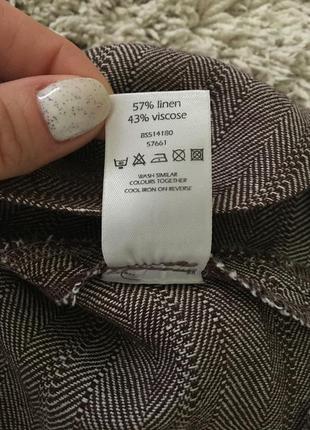 57% linen
43% viscose
BS514180
57661
WASH SIMILAR
COLOURS TOGETHER
COOL IRON ON REVERSE